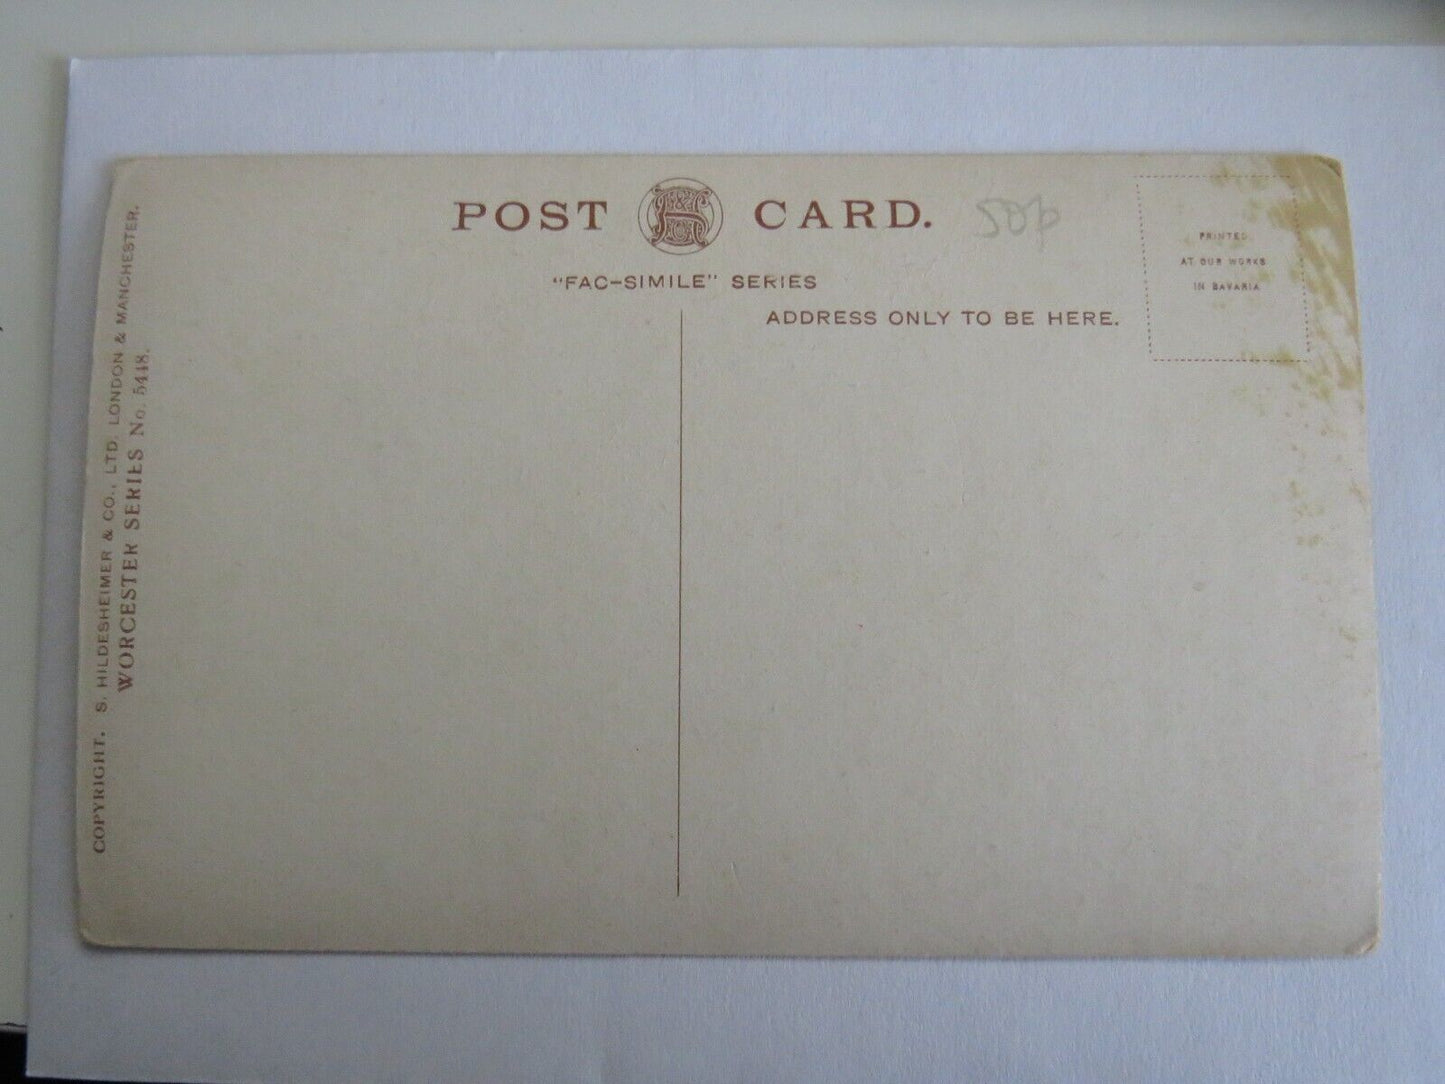 POST CARD.
50p
"FAC-SIMILE" SERIES
ADDRESS ONLY TO BE HERE.
PRINTED
AT OUR WORKS
IN BAVARIA
COPYRIGHT. S. HILDESHEIMER & CO., LTD. LONDON & MANCHESTER.
WORCESTER SERIES No. 5448.